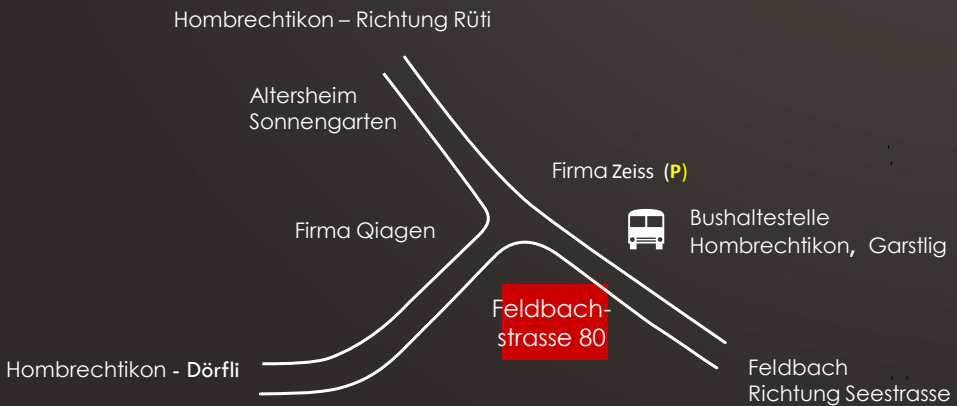 Hombrechtikon – Richtung Rüti
Altersheim
Sonnengarten
Firma Zeiss (P)
Firma Qiagen
Bushaltestelle
Hombrechtikon, Garstlig
Feldbach-
strasse 80
Hombrechtikon - Dörfli
Feldbach
Richtung Seestrasse